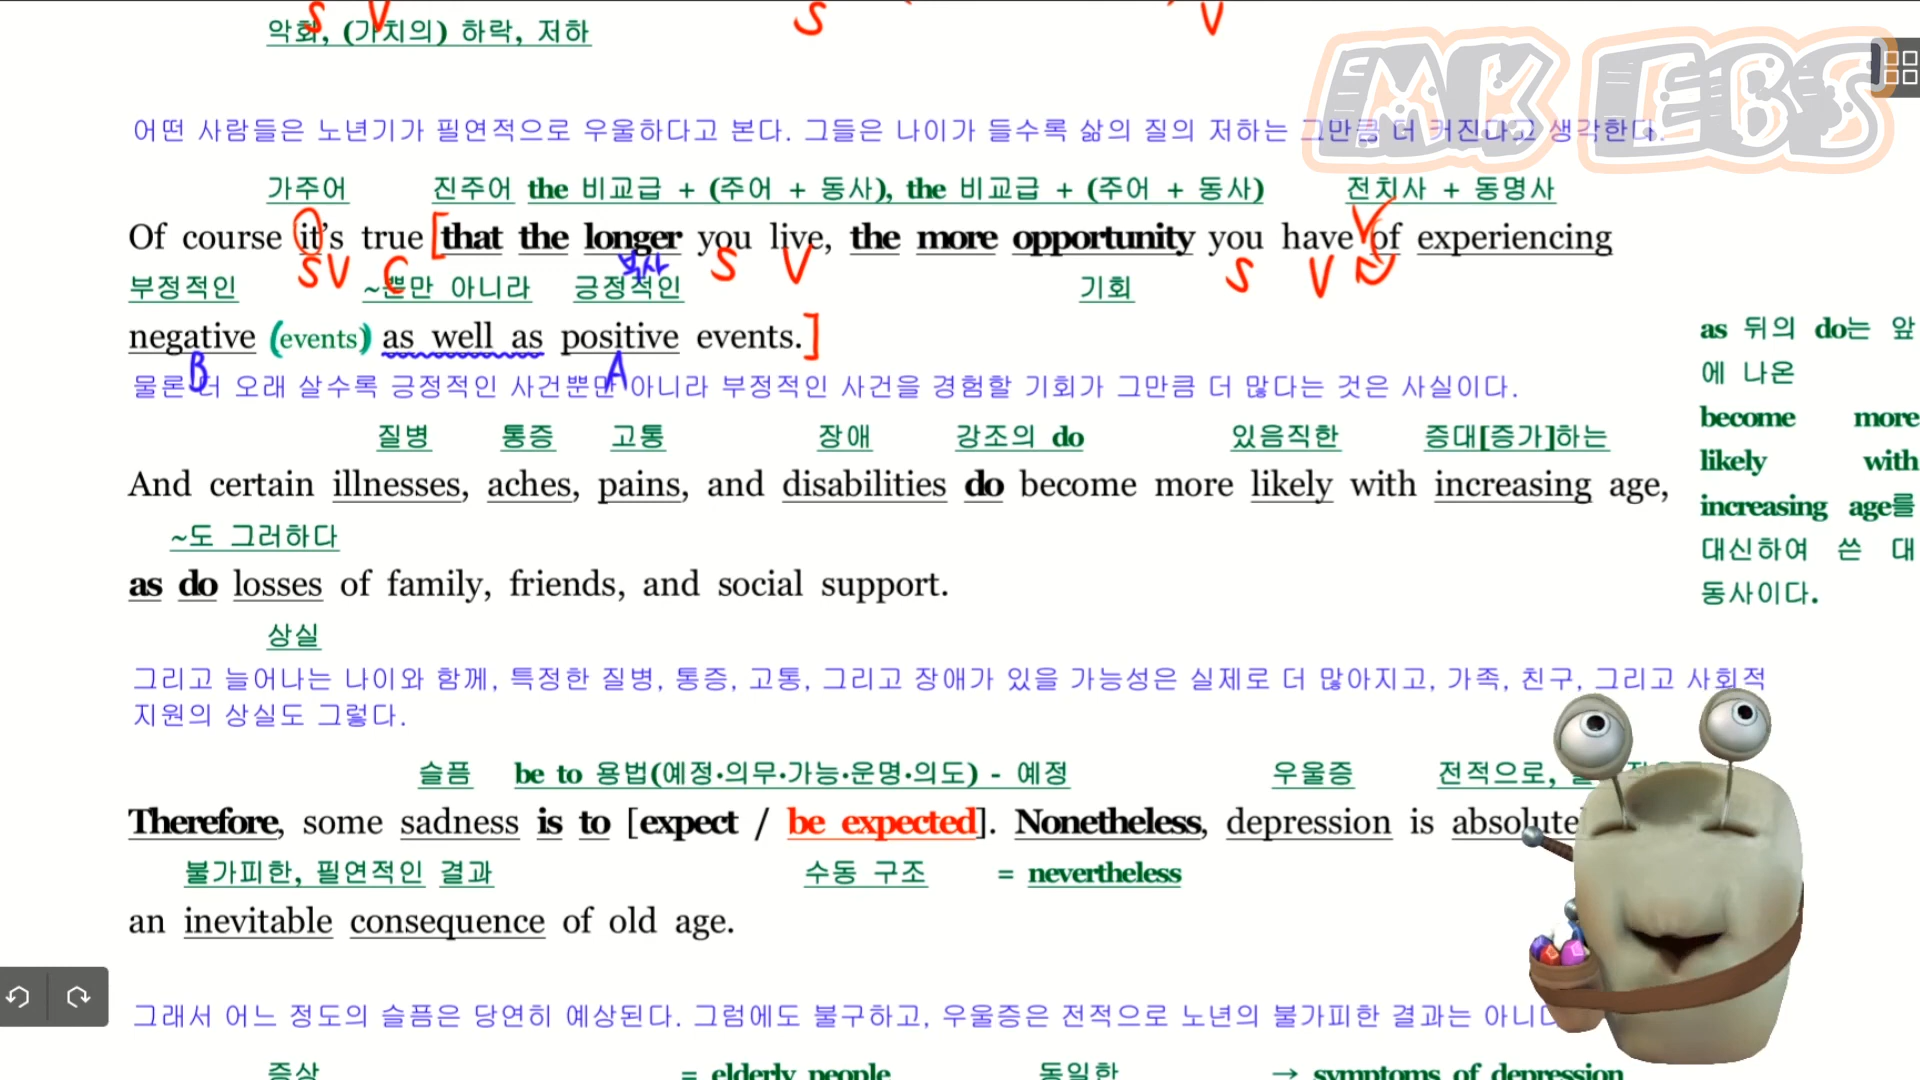 악화, (가치의) 하락, 저하
S V S V
MK EBS
어떤 사람들은 노년기가 필연적으로 우울하다고 본다. 그들은 나이가 들수록 삶의 질의 저하는 그만큼 더 커진다고 생각한다.
가주어 진주어 the 비교급 + (주어 + 동사), the 비교급 + (주어 + 동사) 전치사 + 동명사
Of course it's true [that the longer you live, the more opportunity you have of experiencing
S V C 부사 S V S V
부정적인 ~뿐만 아니라 긍정적인 기회
negative (events) as well as positive events.]
B A
물론 더 오래 살수록 긍정적인 사건뿐만 아니라 부정적인 사건을 경험할 기회가 그만큼 더 많다는 것은 사실이다.
질병 통증 고통 장애 강조의 do 있음직한 증대[증가]하는
And certain illnesses, aches, pains, and disabilities do become more likely with increasing age,
~도 그러하다
as do losses of family, friends, and social support.
상실
as 뒤의 do는 앞
에 나온
become more
likely with
increasing age를
대신하여 쓴 대
동사이다.
그리고 늘어나는 나이와 함께, 특정한 질병, 통증, 고통, 그리고 장애가 있을 가능성은 실제로 더 많아지고, 가족, 친구, 그리고 사회적
지원의 상실도 그렇다.
슬픔 be to 용법(예정·의무·가능·운명·의도) - 예정 우울증 전적으로,
Therefore, some sadness is to [expect / be expected]. Nonetheless, depression is absolute
불가피한, 필연적인 결과 수동 구조 = nevertheless
an inevitable consequence of old age.
그래서 어느 정도의 슬픔은 당연히 예상된다. 그럼에도 불구하고, 우울증은 전적으로 노년의 불가피한 결과는 아니다
증상 = elderly people 동일한 → symptoms of depression